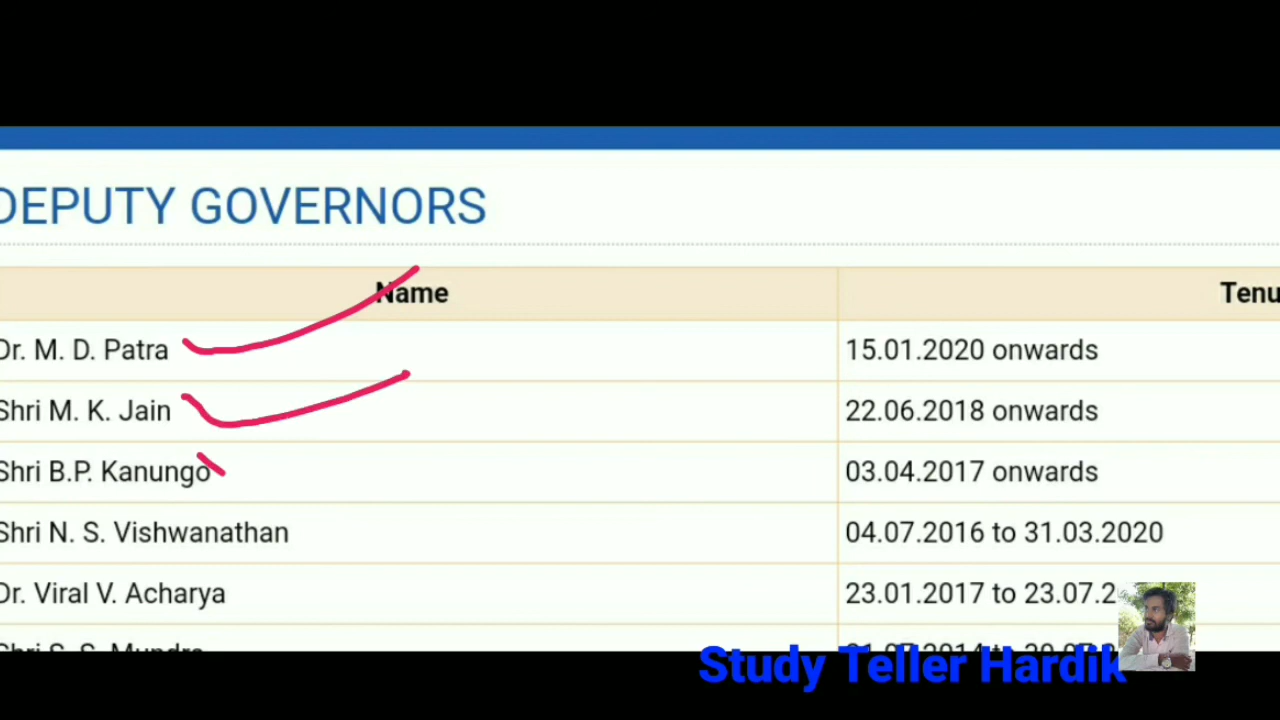 DEPUTY GOVERNORS
Name Tenu
Dr. M. D. Patra 15.01.2020 onwards
Shri M. K. Jain 22.06.2018 onwards
Shri B.P. Kanungo 03.04.2017 onwards
Shri N. S. Vishwanathan 04.07.2016 to 31.03.2020
Dr. Viral V. Acharya 23.01.2017 to 23.07.2
Shri S. S. Mundra
Study Teller Hardik